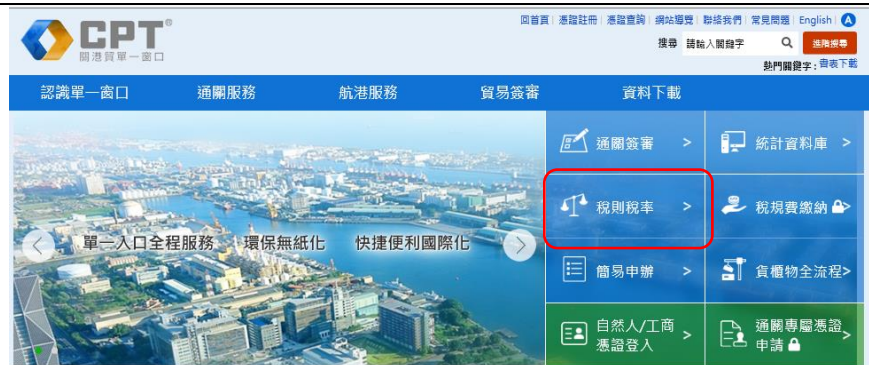 回首頁 | 憑證註冊 | 憑證查詢 | 網站導覽 | 聯絡我們 | 常見問題 | English | A
CPT®
關港貿單一窗口
搜尋 請輸入關鍵字 進階搜尋
熱門關鍵字：書表下載
認識單一窗口 通關服務 航港服務 貿易簽審 資料下載
通關簽審 >
統計資料庫 >
稅則稅率 >
稅規費繳納 >
單一入口全程服務 環保無紙化 快捷便利國際化
簡易申辦 >
貨櫃物全流程>
自然人/工商
憑證登入 >
通關專屬憑證
申請 >